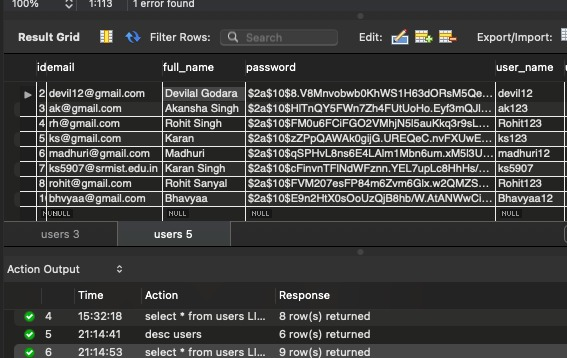 100% 1:113 1 error found
Result Grid Filter Rows: Search Edit: Export/Import:
id email full_name password user_name
2 devil12@gmail.com Devilal Godara $2a$10$8.V8Mnvobwb0KhWS1H63dORsM5Qe... devil12
3 ak@gmail.com Akansha Singh $2a$10$HlTnQY5FWn7Zh4FUtUoHo.Eyf3mQJl... ak123
4 rh@gmail.com Rohit Singh $2a$10$FM0u6FCiFGO2VMhjN5l5auKkq3r9sL... Rohit123
5 ks@gmail.com Karan $2a$10$zZPpQAWAk0gijG.UREQeC.nvFXUwE... ks123
6 madhuri@gmail.com Madhuri $2a$10$qSPHvL8ns6E4LAlm1Mbn6um.xM5l3U... madhuri12
7 ks5907@srmist.edu.in Karan Singh $2a$10$cFinvnTFlNdWFznn.YEL7upLc8HhHs/... ks5907
8 rohit@gmail.com Rohit Sanyal $2a$10$FVM207esFP84m6Zvm6Glx.w2QMZS... Rohit123
bhvyaa@gmail.com Bhavyaa $2a$10$E9n2HtX0sOoUzQjB8hb/W.AtANWwCi... Bhavyaa12
NULL NULL NULL NULL NULL
users 3 users 5
Action Output
Time Action Response
4 15:32:18 select * from users LI... 8 row(s) returned
5 21:14:41 desc users 6 row(s) returned
6 21:14:53 select * from users LI... 9 row(s) returned